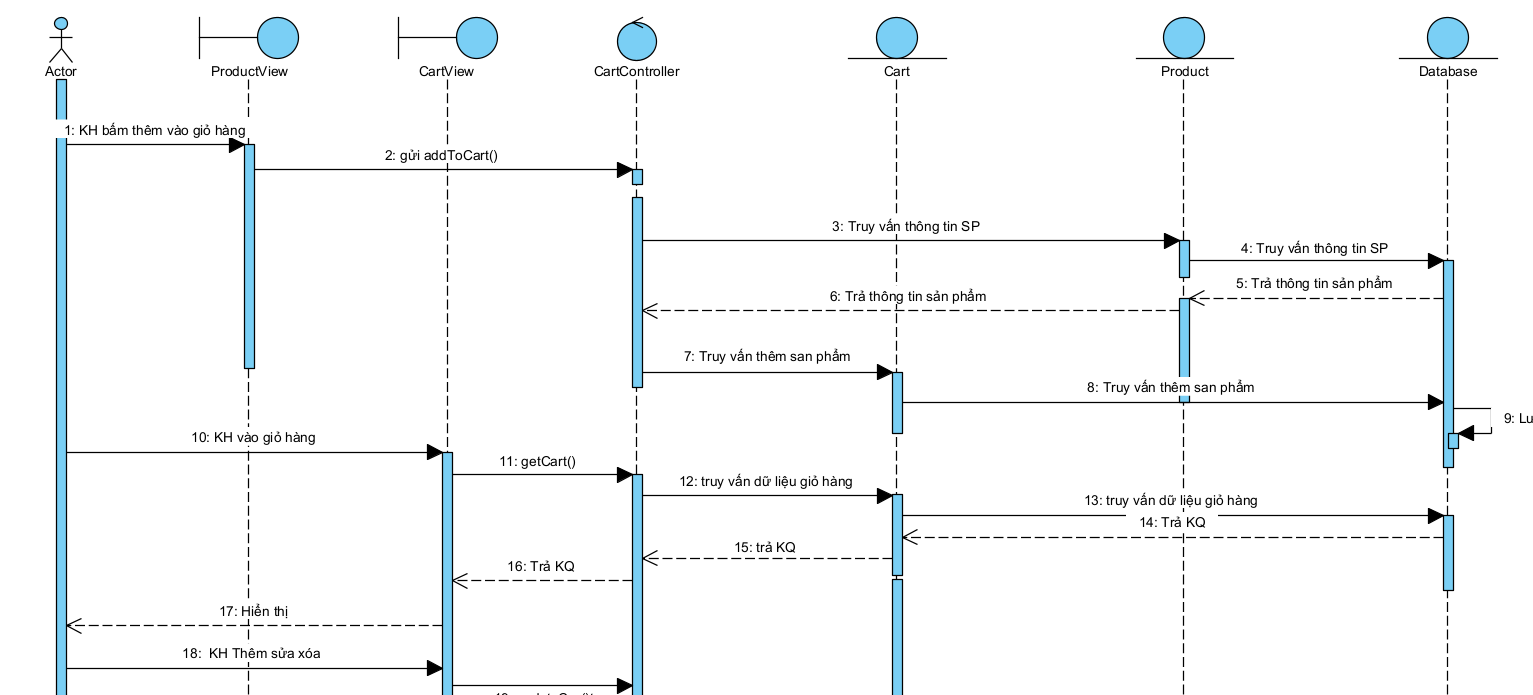 Actor
ProductView
CartView
CartController
Cart
Product
Database
1: KH bấm thêm vào giỏ hàng
2: gửi addToCart()
3: Truy vấn thông tin SP
4: Truy vấn thông tin SP
5: Trả thông tin sản phẩm
6: Trả thông tin sản phẩm
7: Truy vấn thêm san phẩm
8: Truy vấn thêm san phẩm
9: Lu
10: KH vào giỏ hàng
11: getCart()
12: truy vấn dữ liệu giỏ hàng
13: truy vấn dữ liệu giỏ hàng
14: Trả KQ
15: trả KQ
16: Trả KQ
17: Hiển thị
18: KH Thêm sửa xóa